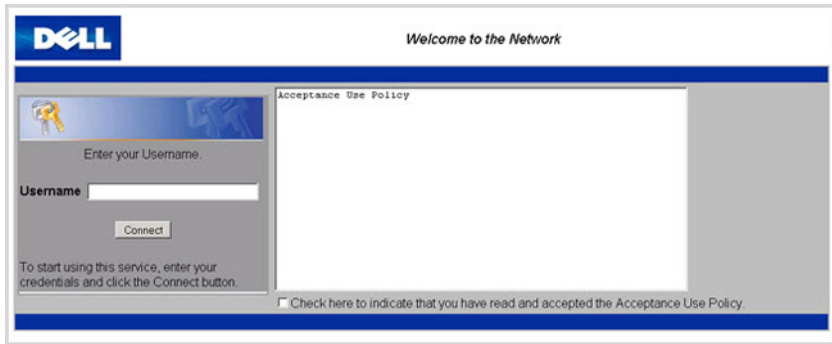 DELL
Welcome to the Network
Acceptance Use Policy
Enter your Username.
Username
Connect
To start using this service, enter your
credentials and click the Connect button.
Check here to indicate that you have read and accepted the Acceptance Use Policy.